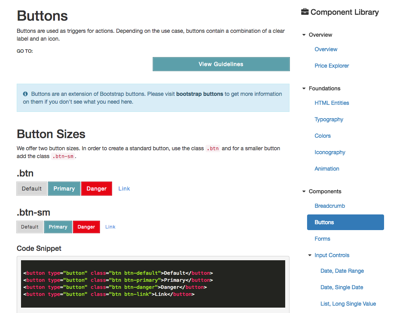 Buttons
Buttons are used as triggers for actions. Depending on the use case, buttons contain a combination of a clear
label and an icon.
GO TO:
View Guidelines
Buttons are an extension of Bootstrap buttons. Please visit bootstrap buttons to get more information
on them if you don't see what you need here.
Button Sizes
We offer two button sizes. In order to create a standard button, use the class .btn and for a smaller button
add the class .btn-sm.
.btn
Default Primary Danger Link
.btn-sm
Default Primary Danger Link
Code Snippet
<button type="button" class="btn btn-default">Default</button>
<button type="button" class="btn btn-primary">Primary</button>
<button type="button" class="btn btn-danger">Danger</button>
<button type="button" class="btn btn-link">Link</button>
Component Library
Overview
Overview
Price Explorer
Foundations
HTML Entities
Typography
Colors
Iconography
Animation
Components
Breadcrumb
Buttons
Forms
Input Controls
Date, Date Range
Date, Single Date
List, Long Single Value